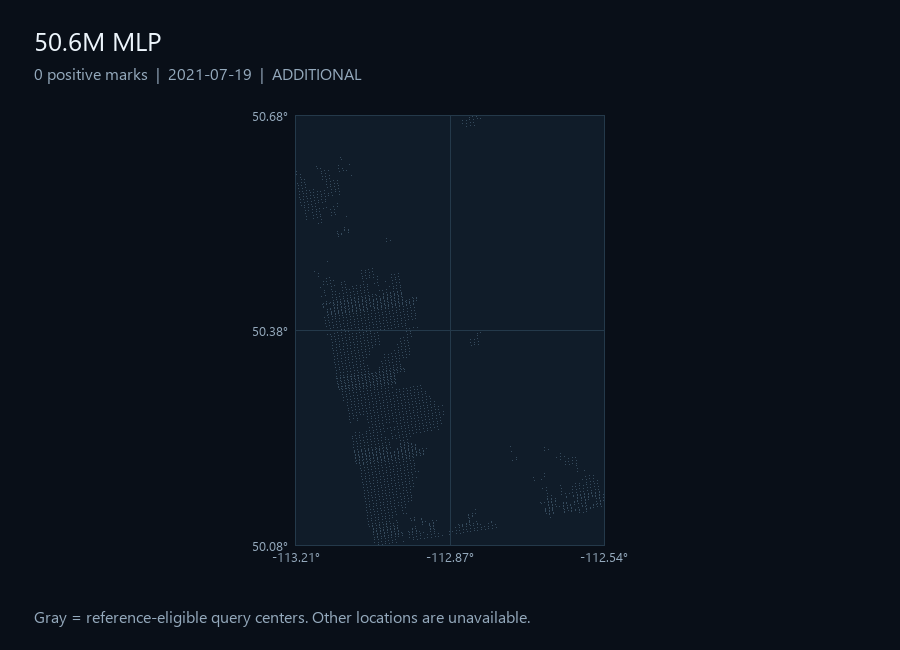 50.6M MLP
0 positive marks | 2021-07-19 | ADDITIONAL
50.68°
50.38°
50.08°
-113.21° -112.87° -112.54°
Gray = reference-eligible query centers. Other locations are unavailable.